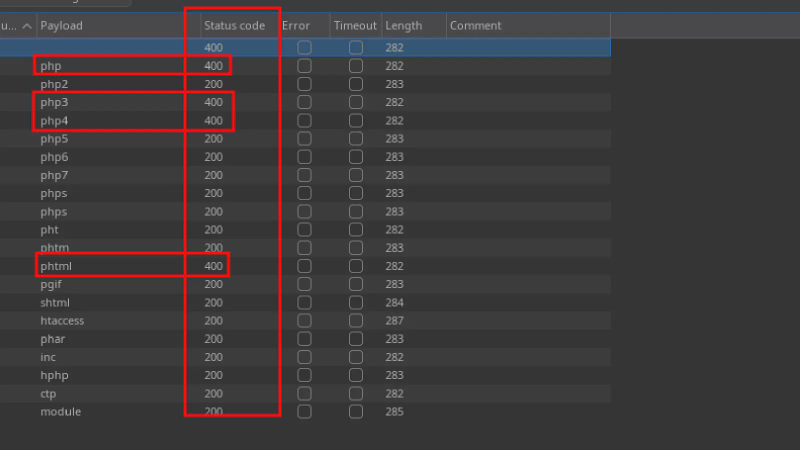 u... Payload Status code Error Timeout Length Comment
400 282
php 400 282
php2 200 283
php3 400 282
php4 400 282
php5 200 283
php6 200 283
php7 200 283
phps 200 283
phps 200 283
pht 200 282
phtm 200 283
phtml 400 282
pgif 200 283
shtml 200 284
htaccess 200 287
phar 200 283
inc 200 282
hphp 200 283
ctp 200 282
module 200 285